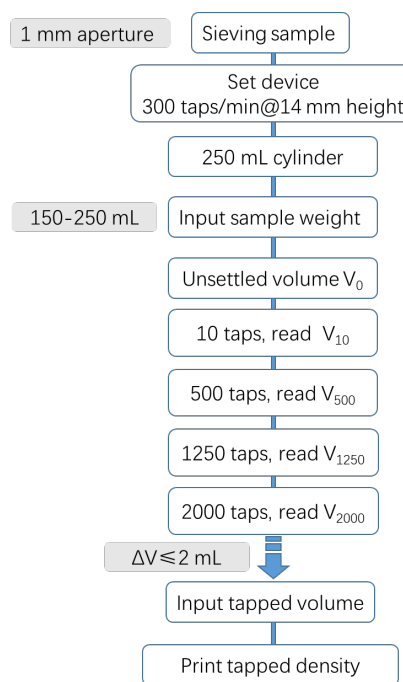 1 mm aperture
Sieving sample
Set device
300 taps/min@14 mm height
250 mL cylinder
150-250 mL
Input sample weight
Unsettled volume V₀
10 taps, read V₁₀
500 taps, read V₅₀₀
1250 taps, read V₁₂₅₀
2000 taps, read V₂₀₀₀
ΔV≤2 mL
Input tapped volume
Print tapped density